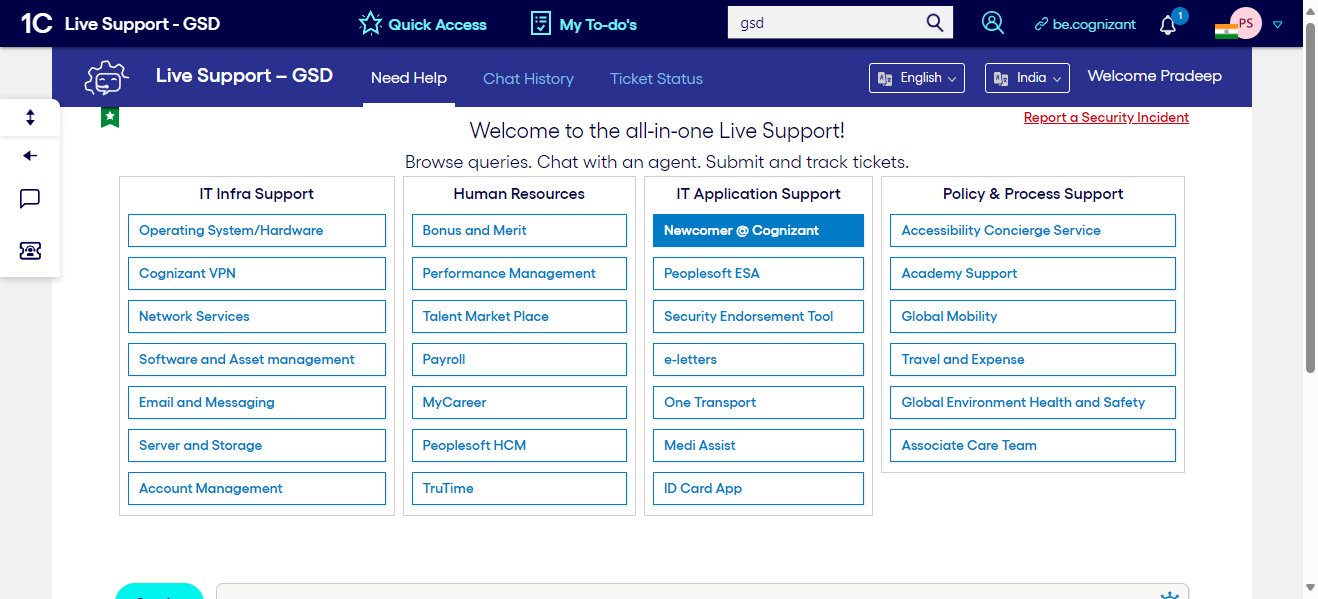 1C Live Support - GSD
Quick Access
My To-do's
gsd
be.cognizant
1
PS
Live Support – GSD
Need Help
Chat History
Ticket Status
English
India
Welcome Pradeep
Report a Security Incident
Welcome to the all-in-one Live Support!
Browse queries. Chat with an agent. Submit and track tickets.
IT Infra Support
Operating System/Hardware
Cognizant VPN
Network Services
Software and Asset management
Email and Messaging
Server and Storage
Account Management
Human Resources
Bonus and Merit
Performance Management
Talent Market Place
Payroll
MyCareer
Peoplesoft HCM
TruTime
IT Application Support
Newcomer @ Cognizant
Peoplesoft ESA
Security Endorsement Tool
e-letters
One Transport
Medi Assist
ID Card App
Policy & Process Support
Accessibility Concierge Service
Academy Support
Global Mobility
Travel and Expense
Global Environment Health and Safety
Associate Care Team